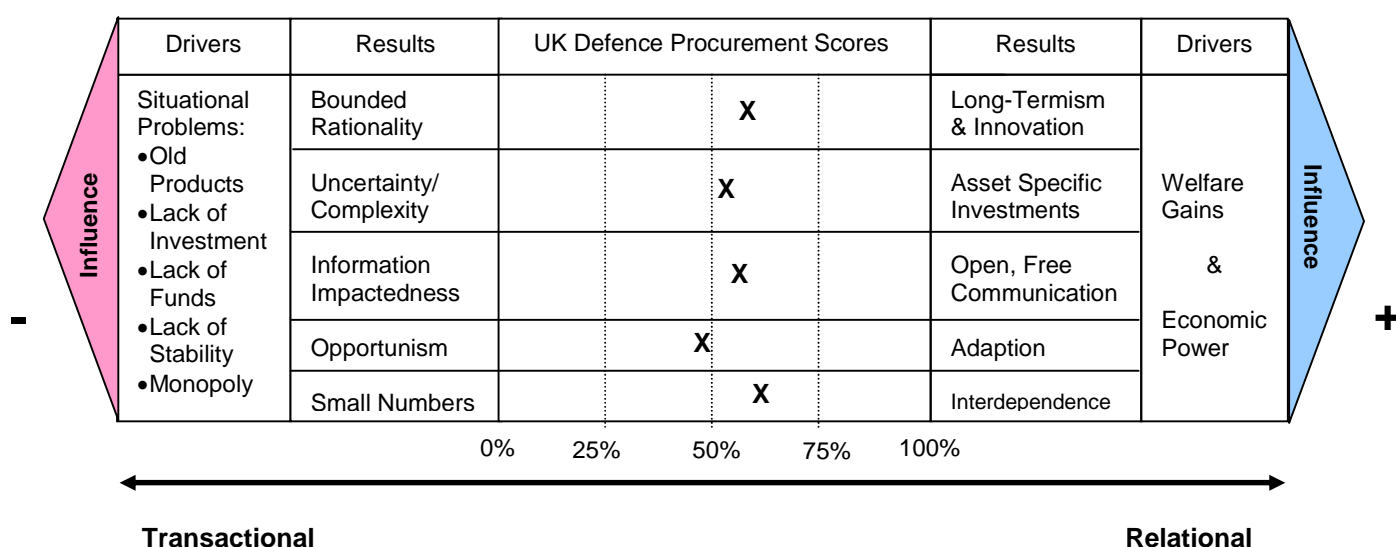 Drivers
Results
UK Defence Procurement Scores
Results
Drivers
Influence
-
Situational
Problems:
•Old
Products
•Lack of
Investment
•Lack of
Funds
•Lack of
Stability
•Monopoly
Bounded
Rationality
X
Long-Termism
& Innovation
Uncertainty/
Complexity
X
Asset Specific
Investments
Information
Impactedness
X
Open, Free
Communication
Opportunism
X
Adaption
Small Numbers
X
Interdependence
Welfare
Gains
&
Economic
Power
Influence
+
0% 25% 50% 75% 100%
Transactional
Relational